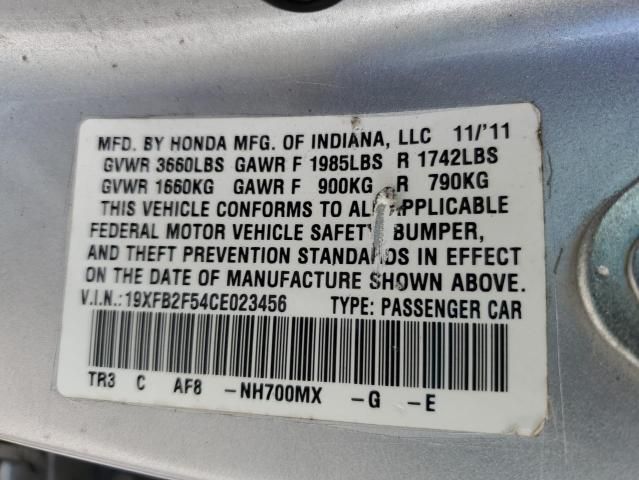 MFD. BY HONDA MFG. OF INDIANA, LLC 11/'11
GVWR 3660LBS GAWR F 1985LBS R 1742LBS
GVWR 1660KG GAWR F 900KG R 790KG
THIS VEHICLE CONFORMS TO ALL APPLICABLE
FEDERAL MOTOR VEHICLE SAFETY, BUMPER,
AND THEFT PREVENTION STANDARDS IN EFFECT
ON THE DATE OF MANUFACTURE SHOWN ABOVE.
V.I.N.:19XFB2F54CE023456 TYPE: PASSENGER CAR
TR3 C AF8 -NH700MX -G -E